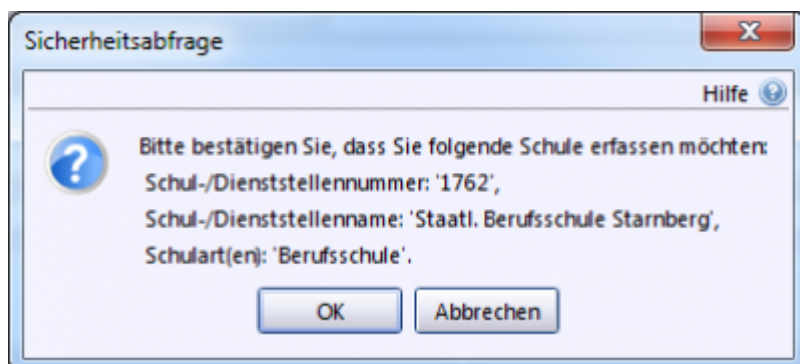 Sicherheitsabfrage
Hilfe
Bitte bestätigen Sie, dass Sie folgende Schule erfassen möchten:
Schul-/Dienststellennummer: '1762',
Schul-/Dienststellenname: 'Staatl. Berufsschule Starnberg',
Schulart(en): 'Berufsschule'.
OK Abbrechen